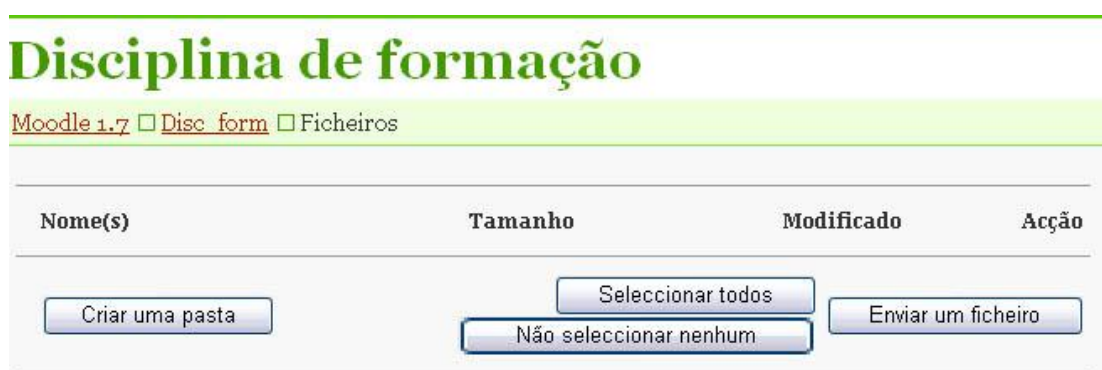 Disciplina de formação
Moodle 1.7 □ Disc_form □ Ficheiros
Nome(s) Tamanho Modificado Acção
Seleccionar todos
Criar uma pasta Enviar um ficheiro
Não seleccionar nenhum